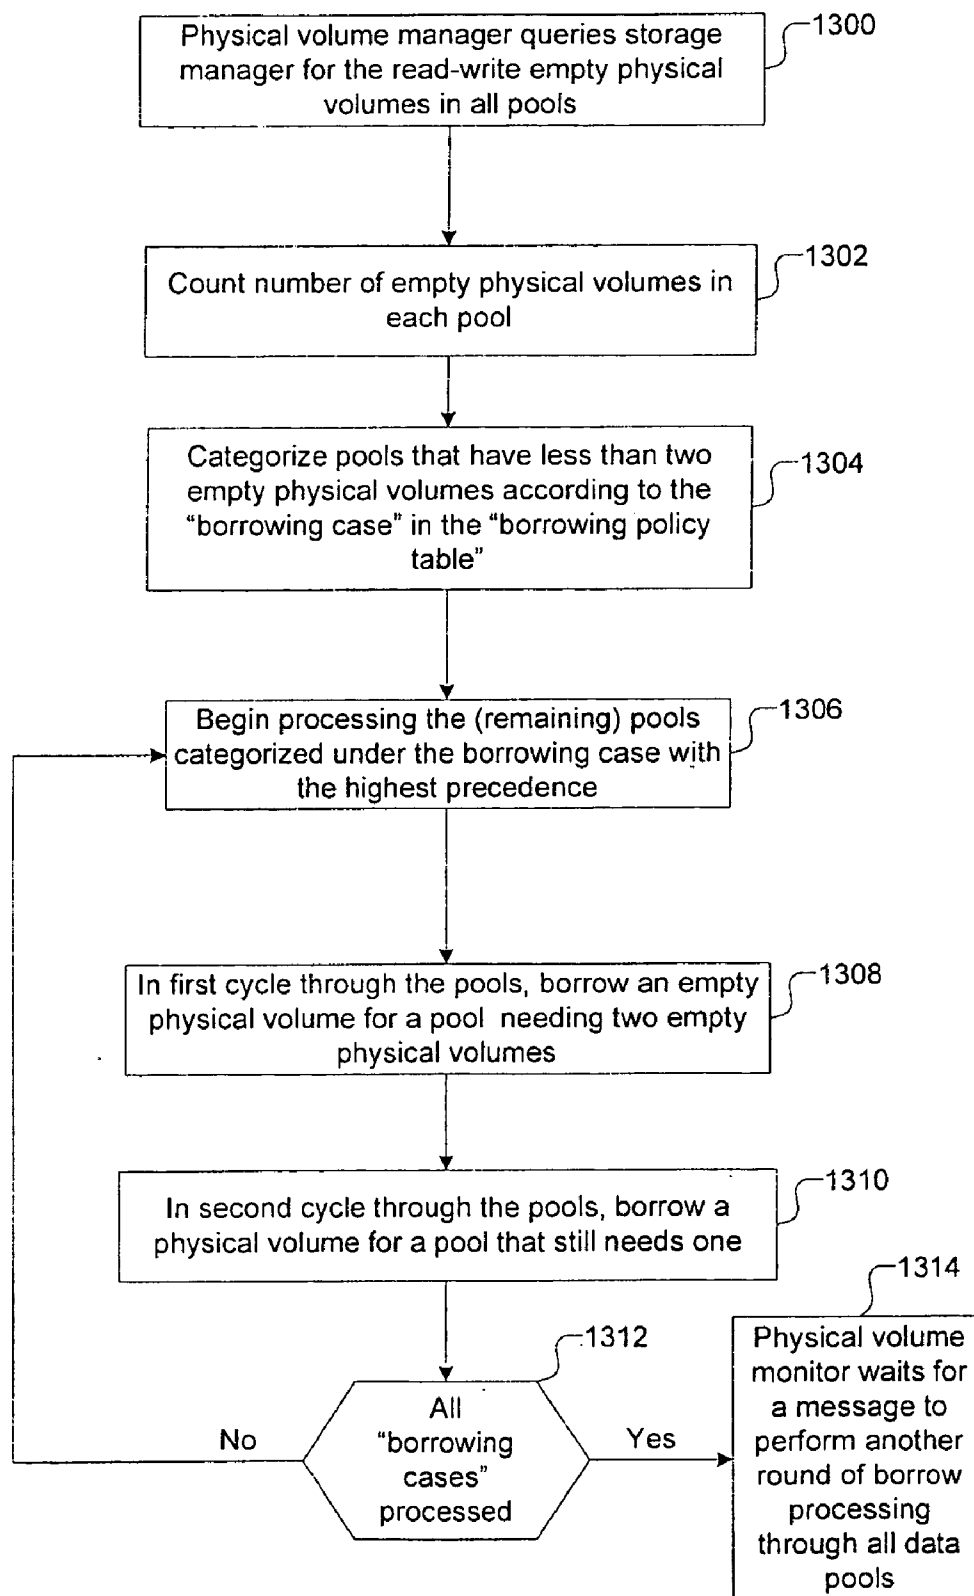 Physical volume manager queries storage
manager for the read-write empty physical
volumes in all pools
1300
Count number of empty physical volumes in
each pool
1302
Categorize pools that have less than two
empty physical volumes according to the
“borrowing case” in the “borrowing policy
table”
1304
Begin processing the (remaining) pools
categorized under the borrowing case with
the highest precedence
1306
In first cycle through the pools, borrow an empty
physical volume for a pool needing two empty
physical volumes
1308
In second cycle through the pools, borrow a
physical volume for a pool that still needs one
1310
All
“borrowing
cases”
processed
1312
No
Yes
1314
Physical volume
monitor waits for
a message to
perform another
round of borrow
processing
through all data
pools